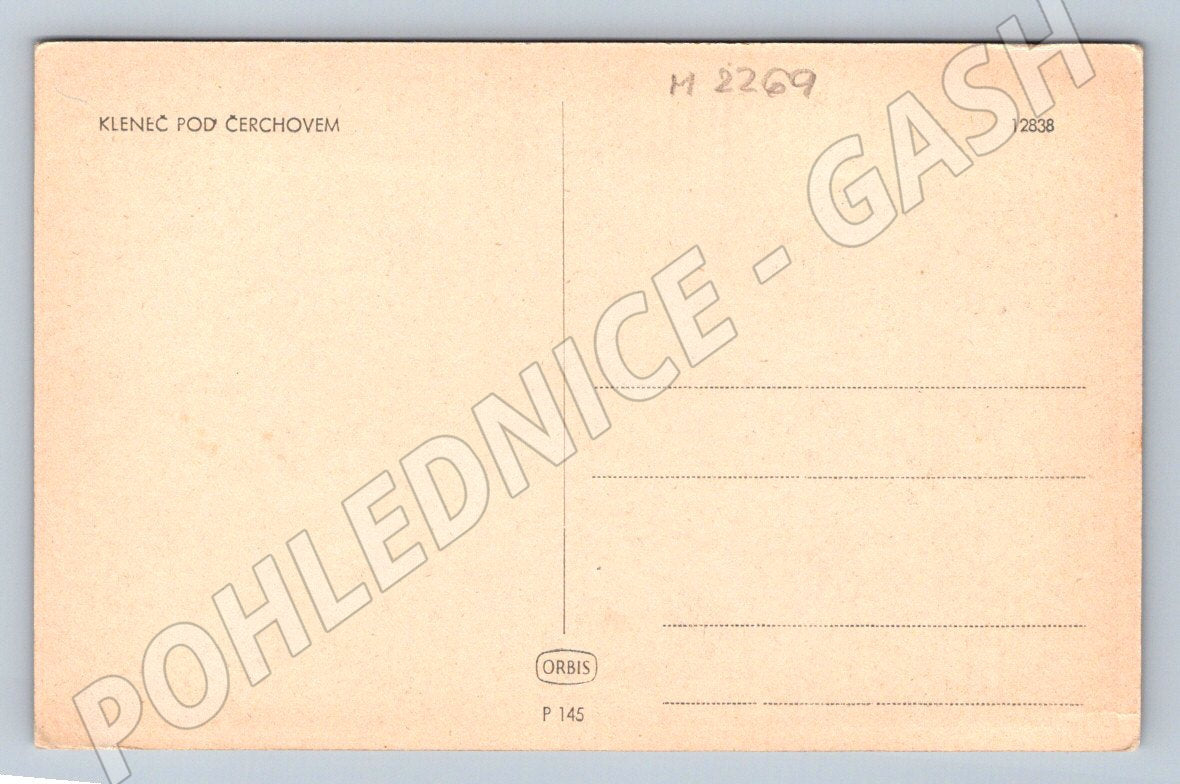 M 2269
KLENEČ POD ČERCHOVEM
12838
POHLEDNICE - GASH
ORBIS
P 145